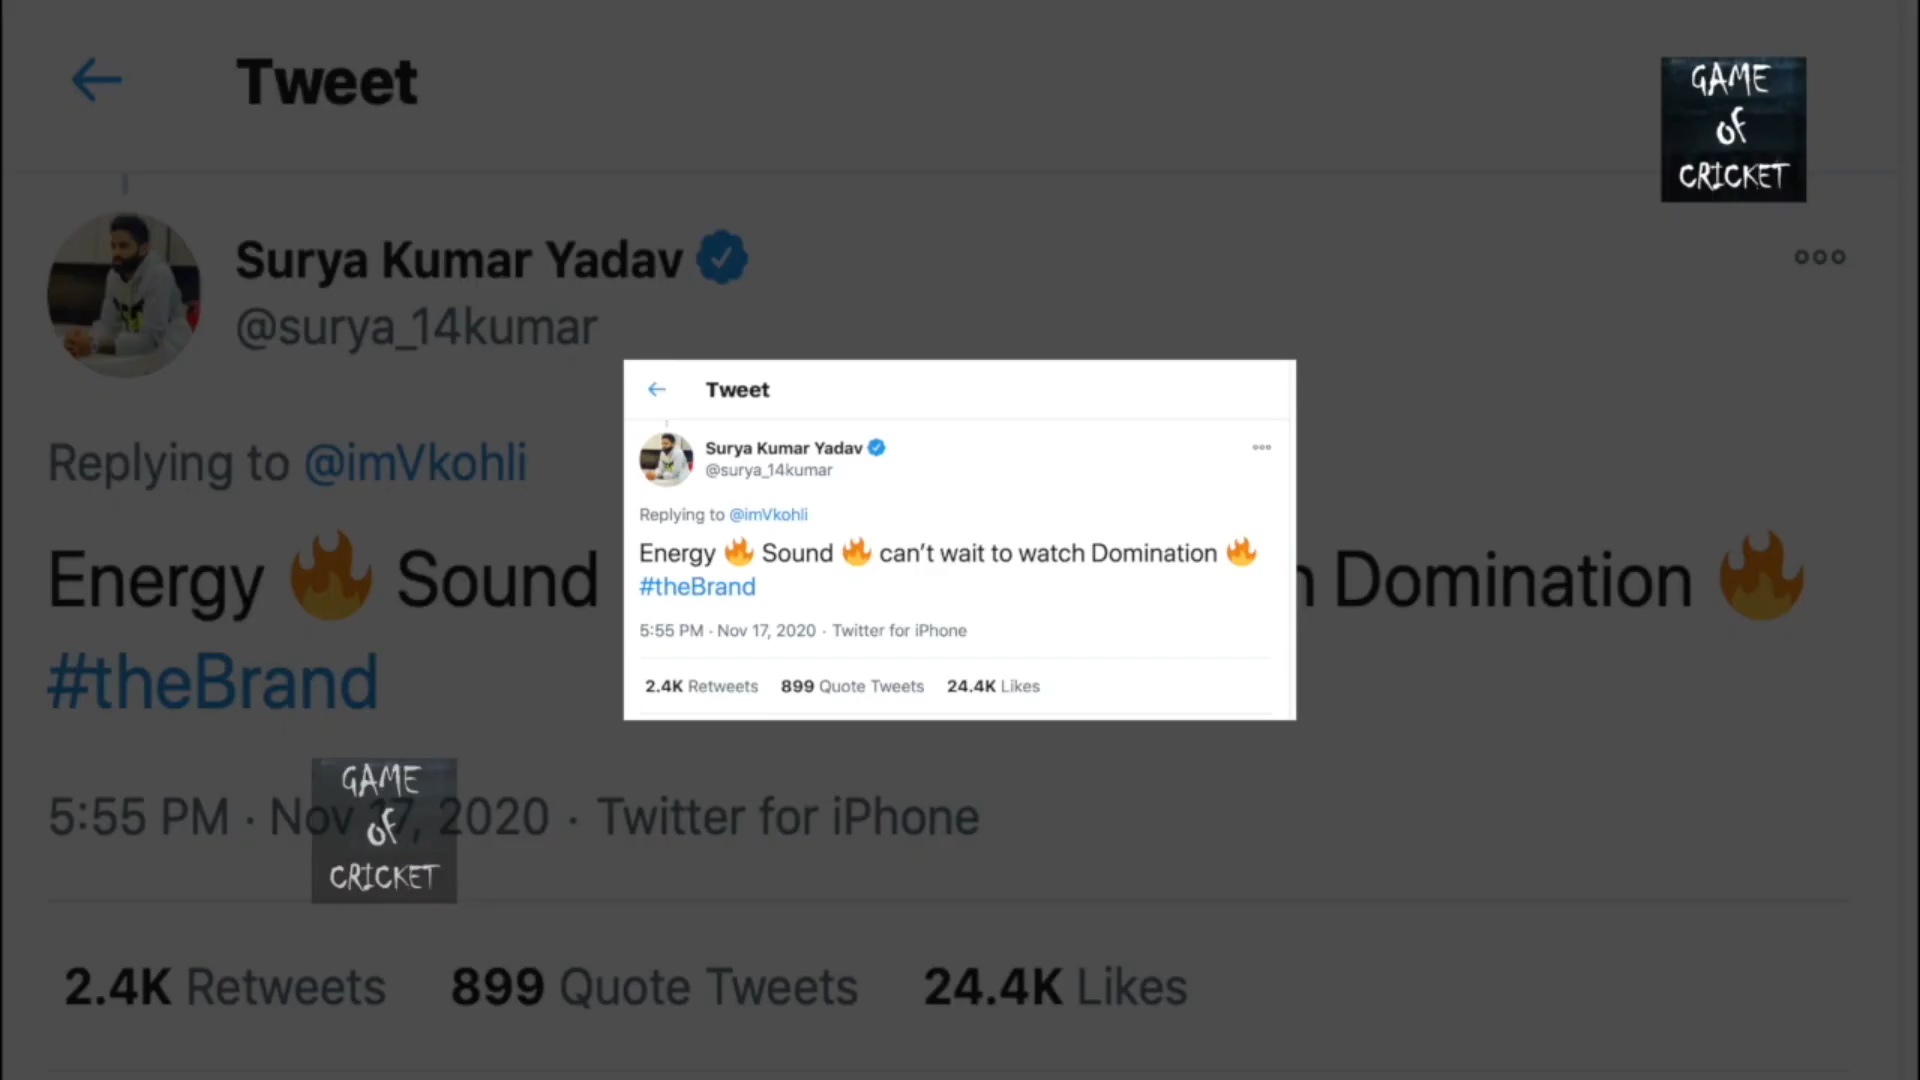 Tweet
GAME
of
CRICKET
Surya Kumar Yadav
@surya_14kumar
Replying to @imVkohli
Energy 🔥 Sound
n Domination 🔥
#theBrand
5:55 PM · Nov 17, 2020 · Twitter for iPhone
2.4K Retweets 899 Quote Tweets 24.4K Likes
Tweet
Surya Kumar Yadav
@surya_14kumar
Replying to @imVkohli
Energy 🔥 Sound 🔥 can't wait to watch Domination 🔥
#theBrand
5:55 PM · Nov 17, 2020 · Twitter for iPhone
2.4K Retweets 899 Quote Tweets 24.4K Likes
GAME
of
CRICKET